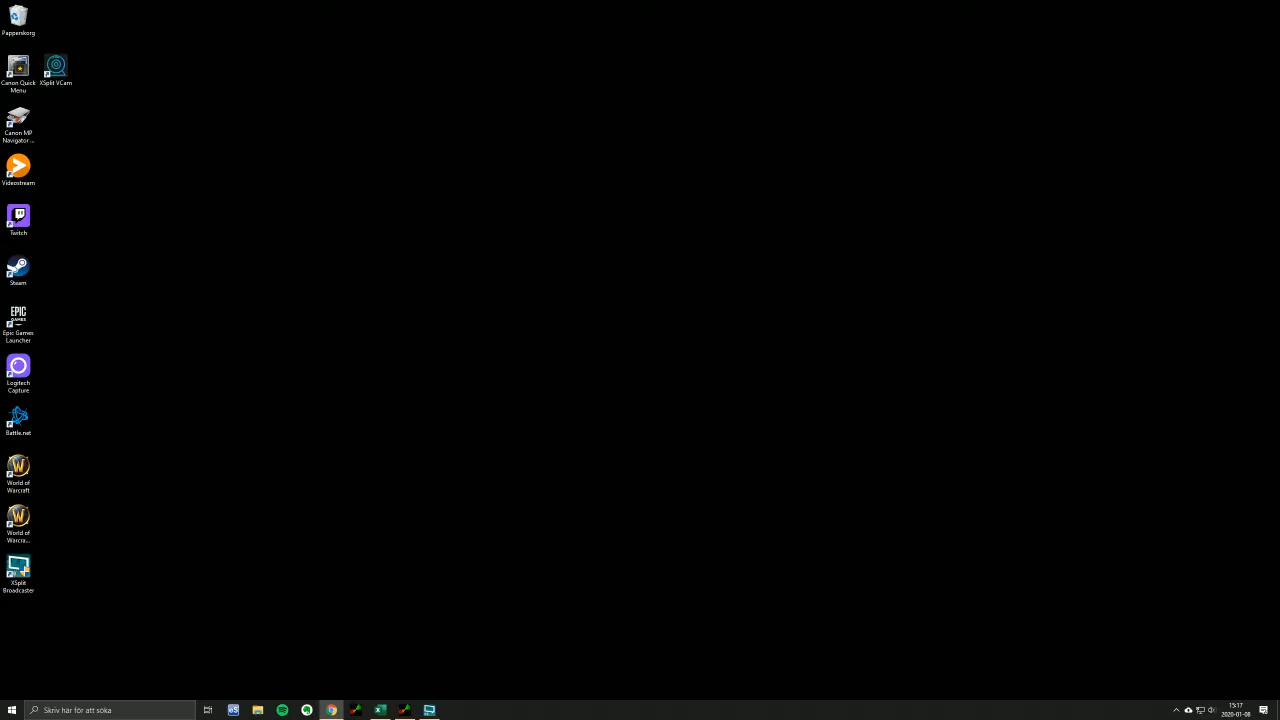 Papperskorg
Canon Quick
Menu
XSplit VCam
Canon MP
Navigator ...
Videostream
Twitch
Steam
EPIC
GAMES
Epic Games
Launcher
Logitech
Capture
Battle.net
World of
Warcraft
World of
Warcra...
XSplit
Broadcaster
Skriv här för att söka
15:17
2020-01-08